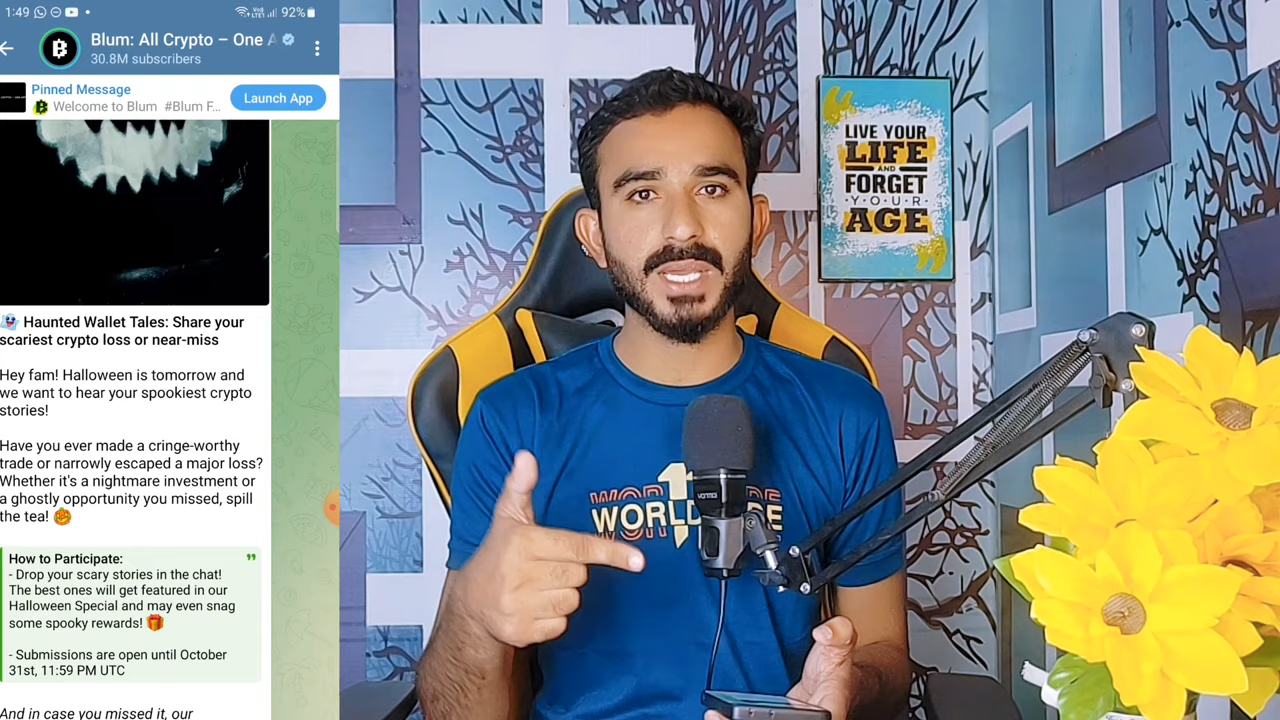 1:49
Vo)
LTE1
92%
Blum: All Crypto – One A
30.8M subscribers
Pinned Message
Welcome to Blum #Blum F...
Launch App
👻 Haunted Wallet Tales: Share your
scariest crypto loss or near-miss
Hey fam! Halloween is tomorrow and
we want to hear your spookiest crypto
stories!
Have you ever made a cringe-worthy
trade or narrowly escaped a major loss?
Whether it's a nightmare investment or
a ghostly opportunity you missed, spill
the tea! 🎃
How to Participate:
- Drop your scary stories in the chat!
The best ones will get featured in our
Halloween Special and may even snag
some spooky rewards! 🎁
- Submissions are open until October
31st, 11:59 PM UTC
And in case you missed it, our
LIVE YOUR
LIFE
AND
FORGET
YOUR
AGE